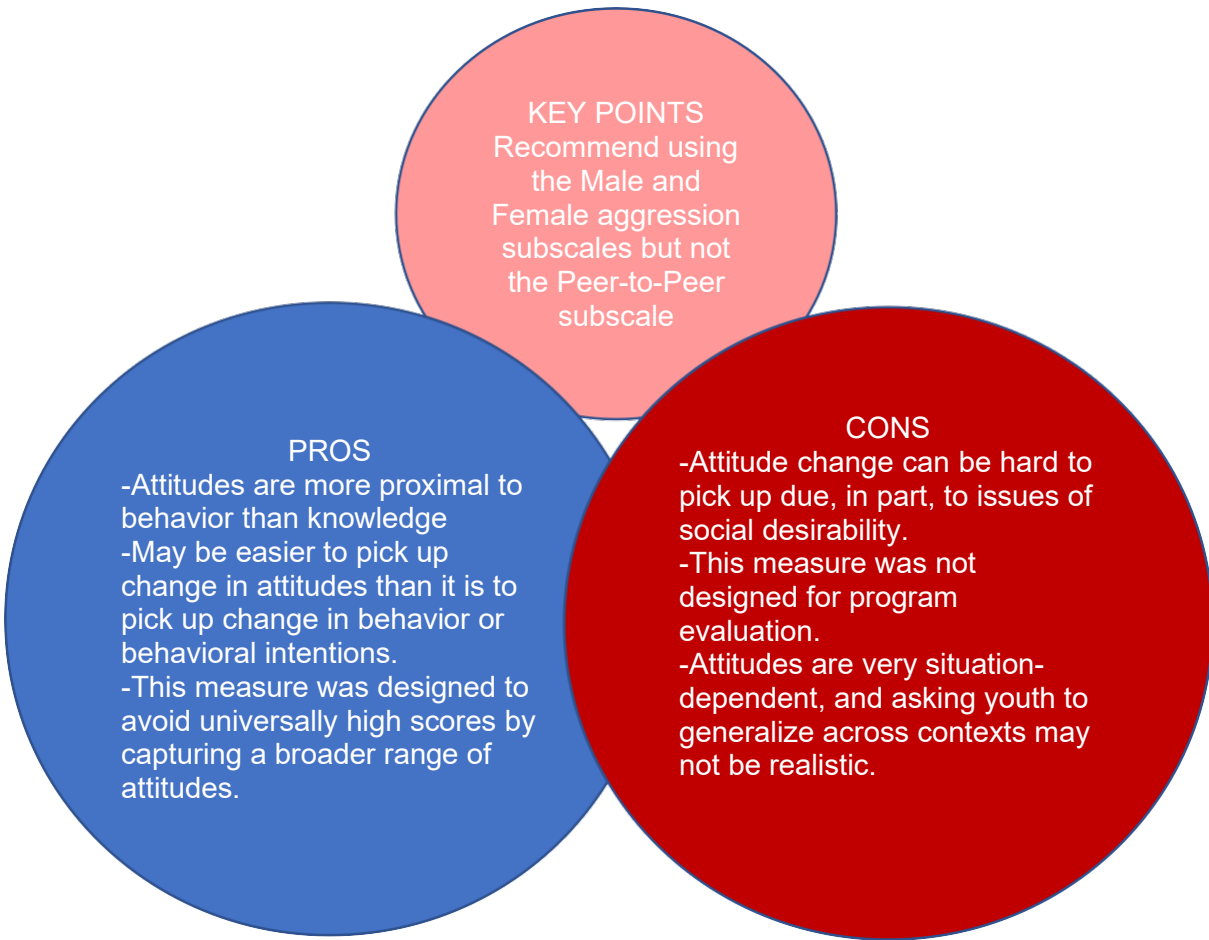 KEY POINTS
Recommend using
the Male and
Female aggression
subscales but not
the Peer-to-Peer
subscale
PROS
-Attitudes are more proximal to
behavior than knowledge
-May be easier to pick up
change in attitudes than it is to
pick up change in behavior or
behavioral intentions.
-This measure was designed to
avoid universally high scores by
capturing a broader range of
attitudes.
CONS
-Attitude change can be hard to
pick up due, in part, to issues of
social desirability.
-This measure was not
designed for program
evaluation.
-Attitudes are very situation-
dependent, and asking youth to
generalize across contexts may
not be realistic.